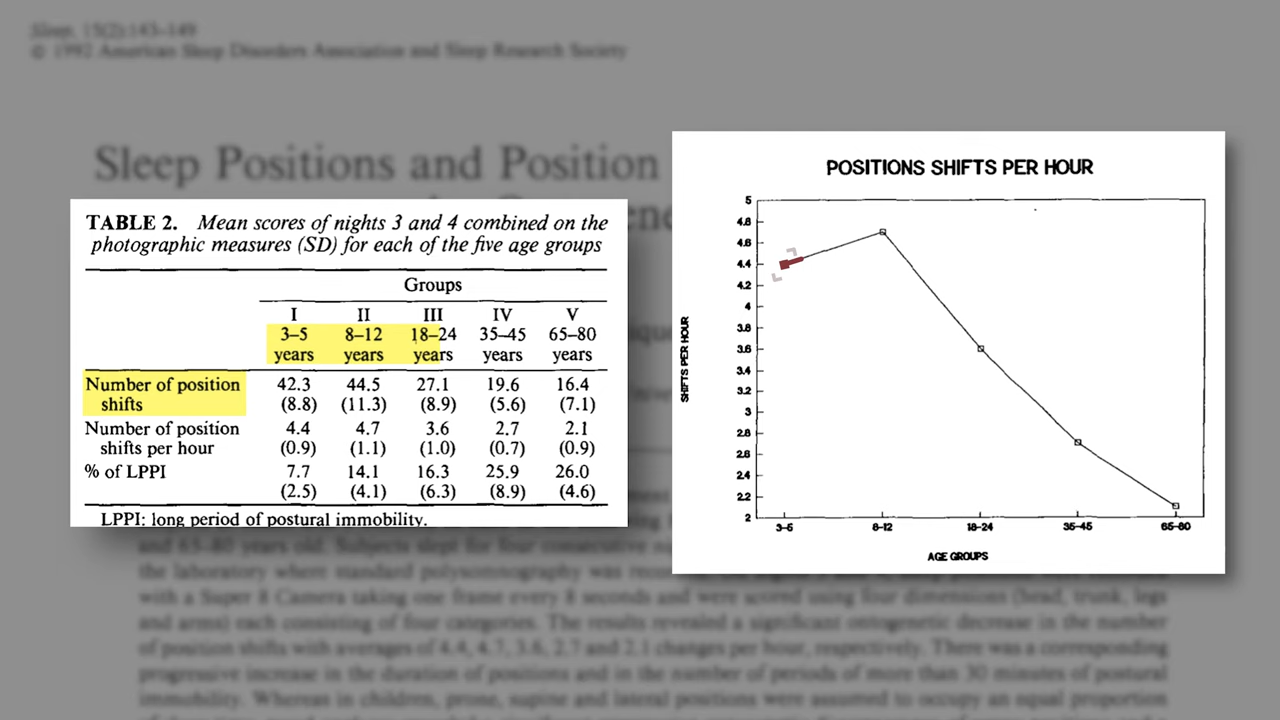 Sleep, 15(2):143–149
© 1992 American Sleep Disorders Association and Sleep Research Society
Sleep Positions and Position
TABLE 2. Mean scores of nights 3 and 4 combined on the
photographic measures (SD) for each of the five age groups
Groups
I II III IV V
3–5 8–12 18–24 35–45 65–80
years years years years years
Number of position 42.3 44.5 27.1 19.6 16.4
shifts (8.8) (11.3) (8.9) (5.6) (7.1)
Number of position 4.4 4.7 3.6 2.7 2.1
shifts per hour (0.9) (1.1) (1.0) (0.7) (0.9)
% of LPPI 7.7 14.1 16.3 25.9 26.0
(2.5) (4.1) (6.3) (8.9) (4.6)
LPPI: long period of postural immobility.
POSITIONS SHIFTS PER HOUR
SHIFTS PER HOUR
5
4.8
4.6
4.4
4.2
4
3.8
3.6
3.4
3.2
3
2.8
2.6
2.4
2.2
2
3-5 8-12 18-24 35-45 65-80
AGE GROUPS
and 65–80 years old. Subjects slept for four consecutive
the laboratory where standard polysomnography was
with a Super 8 Camera taking one frame every 8 seconds and were scored using four dimensions (head, trunk, legs
and arms) each consisting of four categories. The results revealed a significant ontogenetic decrease in the number
of position shifts with averages of 4.4, 4.7, 3.6, 2.7 and 2.1 changes per hour, respectively. There was a corresponding
progressive increase in the duration of positions and in the number of periods of more than 30 minutes of postural
immobility. Whereas in children, prone, supine and lateral positions were assumed to occupy an equal proportion